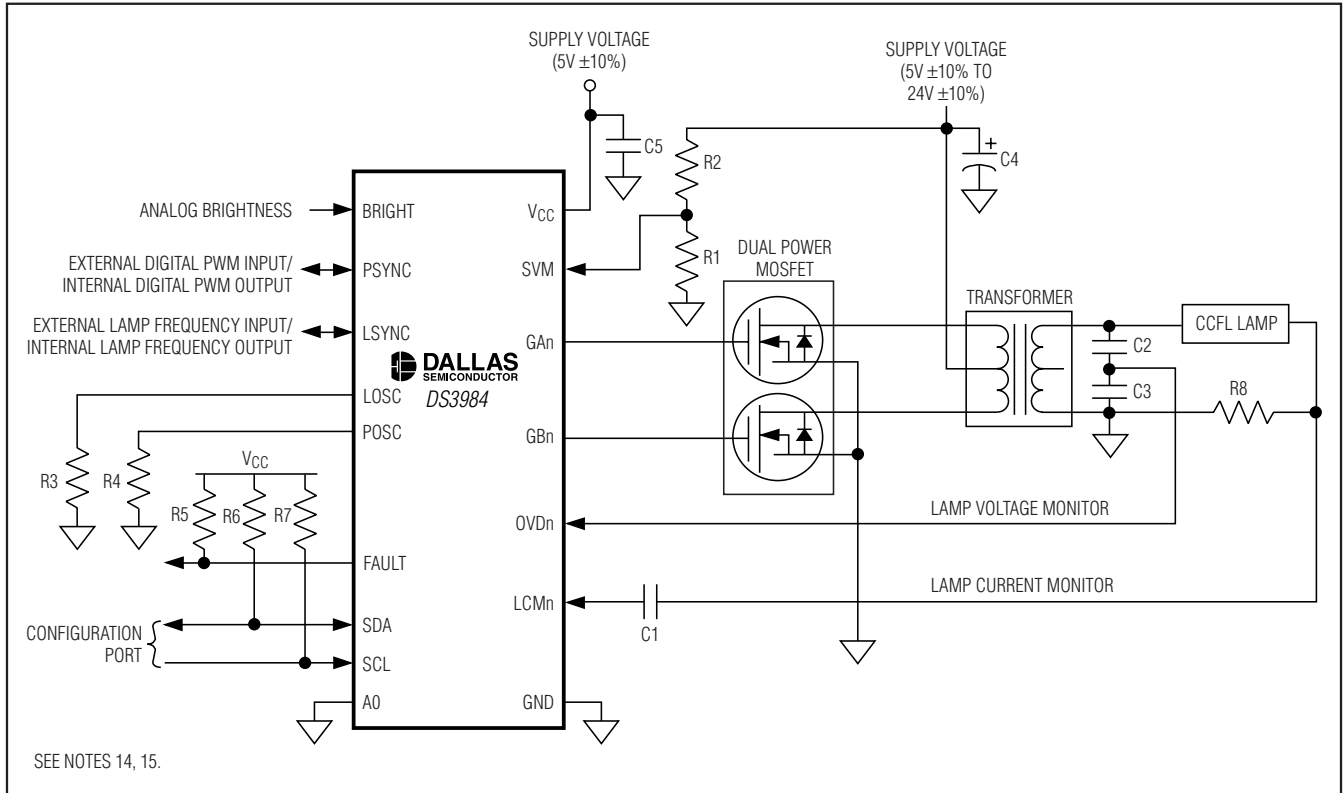 SUPPLY VOLTAGE
(5V ±10%)
SUPPLY VOLTAGE
(5V ±10% TO
24V ±10%)
C5
R2
+
C4
ANALOG BRIGHTNESS
BRIGHT
VCC
R1
DUAL POWER
MOSFET
EXTERNAL DIGITAL PWM INPUT/
INTERNAL DIGITAL PWM OUTPUT
PSYNC
SVM
TRANSFORMER
CCFL LAMP
EXTERNAL LAMP FREQUENCY INPUT/
INTERNAL LAMP FREQUENCY OUTPUT
LSYNC
GAn
C2
DALLAS
SEMICONDUCTOR
DS3984
C3
R8
LOSC
POSC
GBn
R3
R4
VCC
R5
R6
R7
OVDn
LAMP VOLTAGE MONITOR
FAULT
LCMn
C1
LAMP CURRENT MONITOR
CONFIGURATION
PORT
SDA
SCL
A0
GND
SEE NOTES 14, 15.